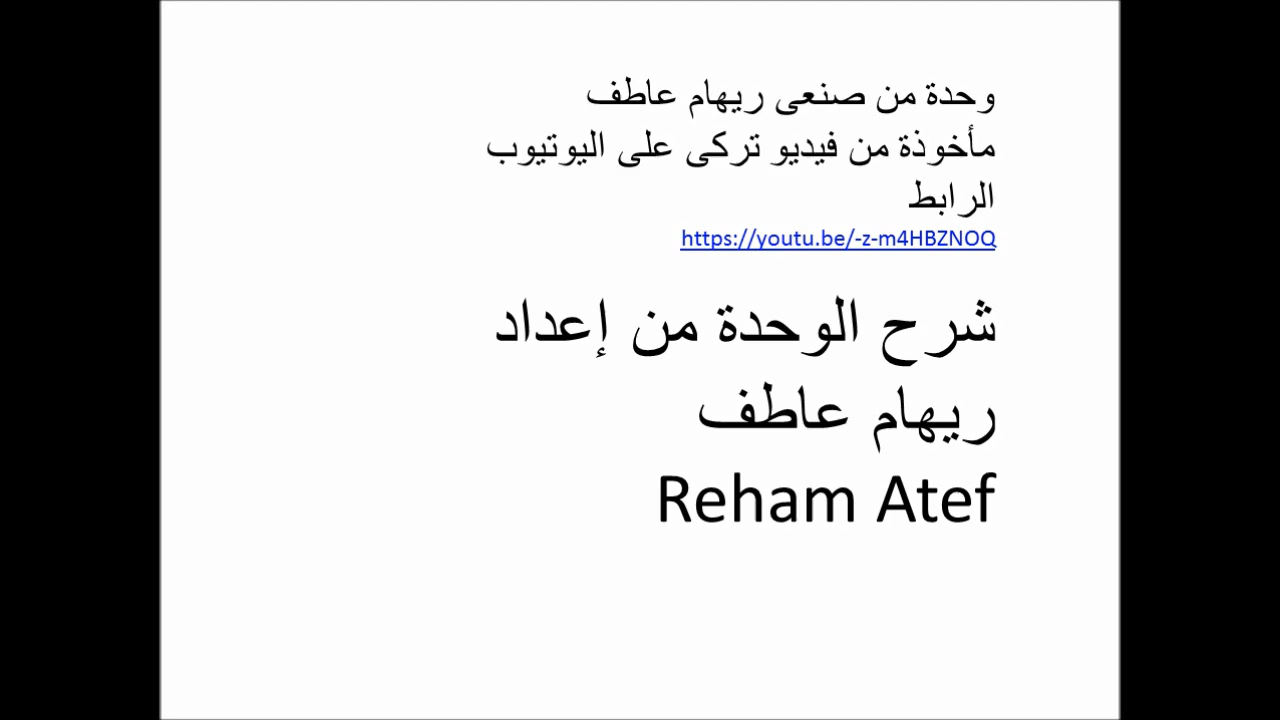 وحدة من صنعى ريهام عاطف
مأخوذة من فيديو تركى على اليوتيوب
الرابط
https://youtu.be/-z-m4HBZNOQ
شرح الوحدة من إعداد
ريهام عاطف
Reham Atef